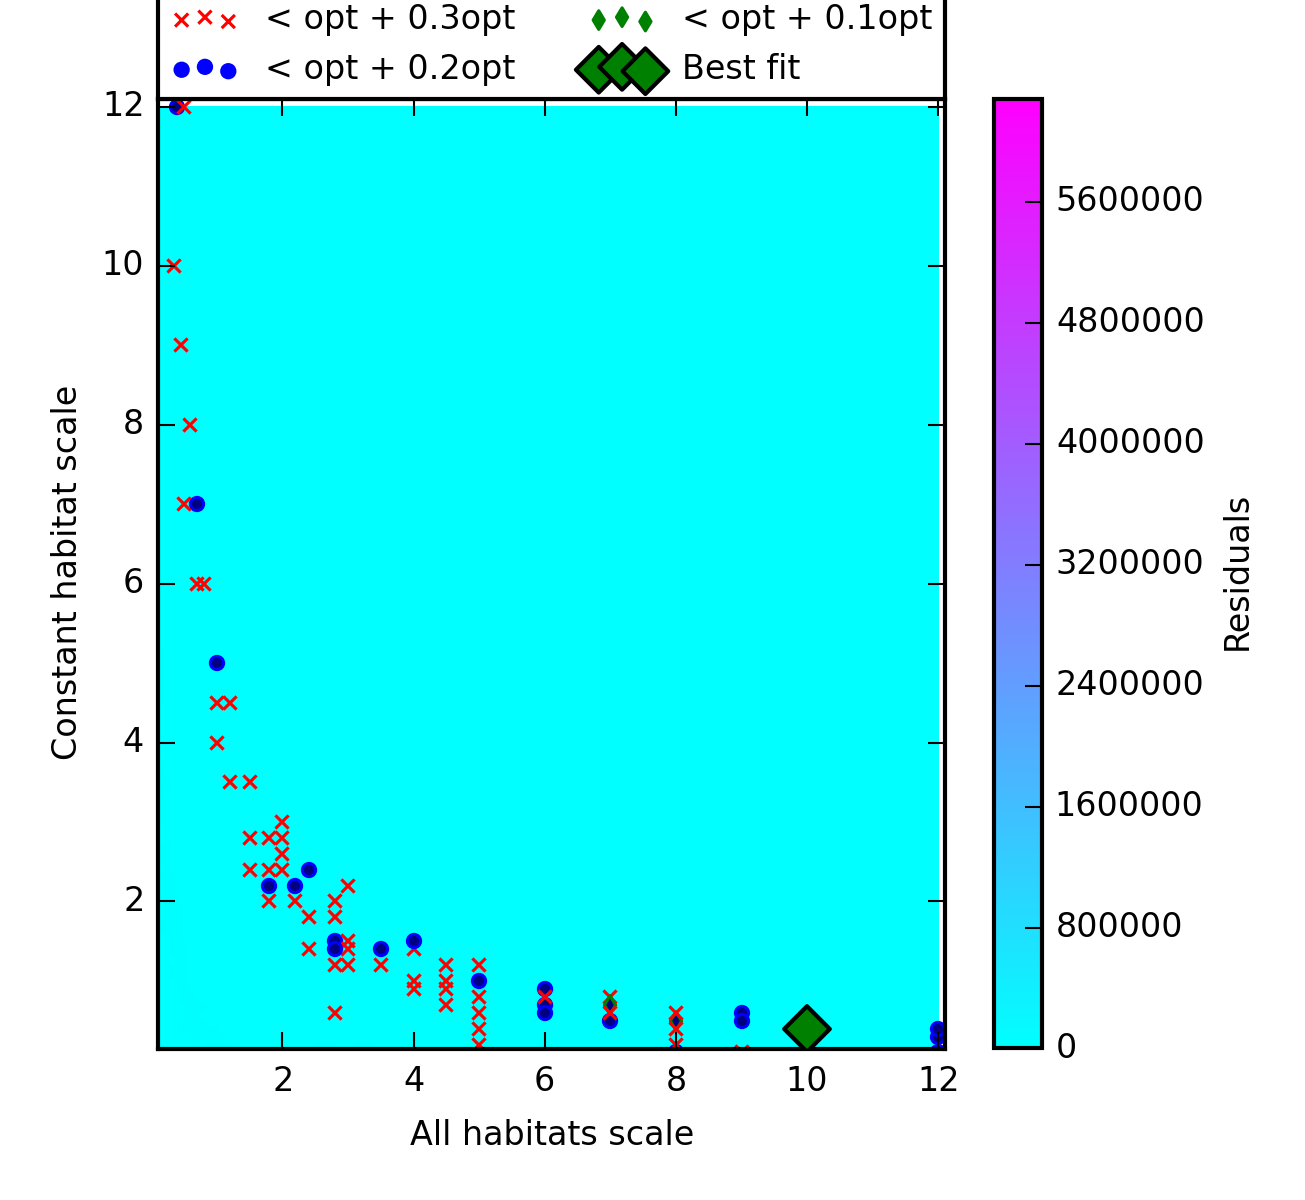 < opt + 0.3opt
< opt + 0.1opt
< opt + 0.2opt
Best fit
12
10
8
6
4
2
Constant habitat scale
2 4 6 8 10 12
All habitats scale
5600000
4800000
4000000
3200000
2400000
1600000
800000
0
Residuals